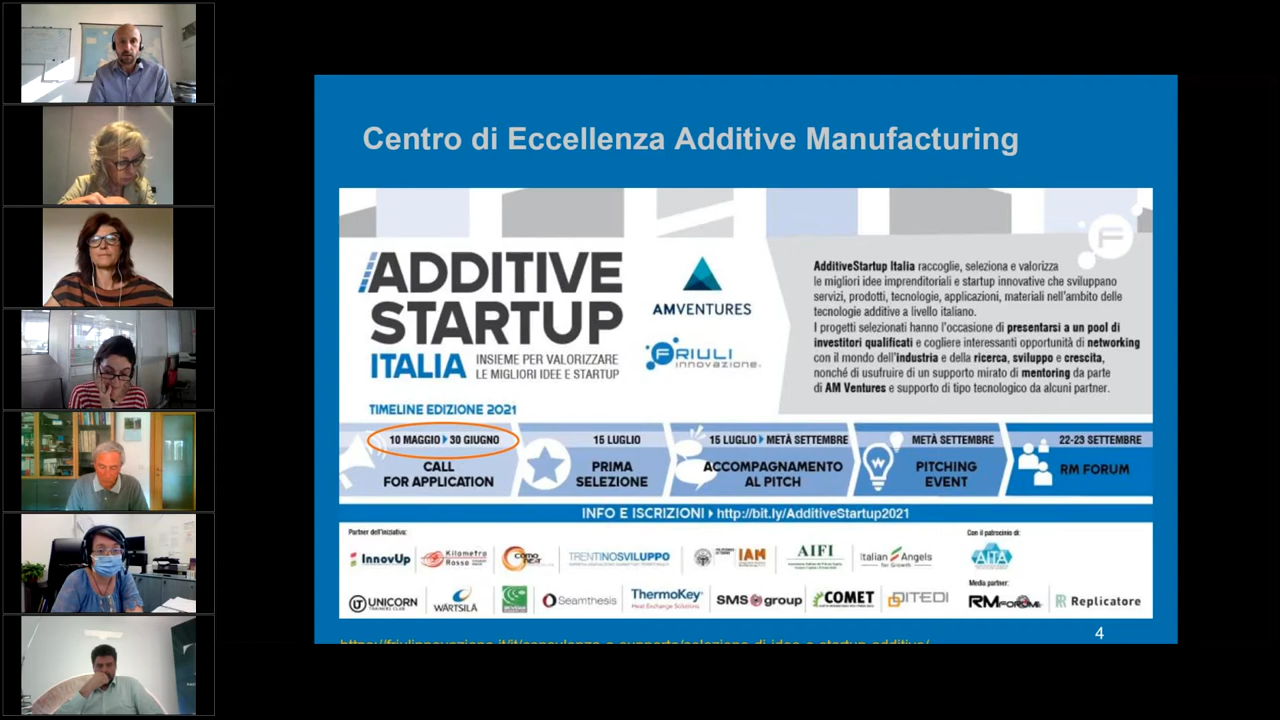 Centro di Eccellenza Additive Manufacturing
F
ADDITIVE
STARTUP
ITALIA
INSIEME PER VALORIZZARE
LE MIGLIORI IDEE E STARTUP
AMVENTURES
FRIULI
innovazione
AdditiveStartup Italia raccoglie, seleziona e valorizza
le migliori idee imprenditoriali e startup innovative che sviluppano
servizi, prodotti, tecnologie, applicazioni, materiali nell'ambito delle
tecnologie additive a livello italiano.
I progetti selezionati hanno l'occasione di presentarsi a un pool di
investitori qualificati e cogliere interessanti opportunità di networking
con il mondo dell'industria e della ricerca, sviluppo e crescita,
nonché di usufruire di un supporto mirato di mentoring da parte
di AM Ventures e supporto di tipo tecnologico da alcuni partner.
TIMELINE EDIZIONE 2021
10 MAGGIO 30 GIUGNO
CALL
FOR APPLICATION
15 LUGLIO
PRIMA
SELEZIONE
15 LUGLIO METÀ SETTEMBRE
ACCOMPAGNAMENTO
AL PITCH
METÀ SETTEMBRE
PITCHING
EVENT
22-23 SETTEMBRE
RM FORUM
INFO E ISCRIZIONI http://bit.ly/AdditiveStartup2021
Partner dell'iniziativa:
InnovUp
Kilometro
Rosso
COMO
NExT
TRENTINOSVILUPPO
IAM
AIFI
Italian Angels
for Growth
UNICORN
TRAINERS CLUB
WÄRTSILÄ
Seamthesis
ThermoKey
Heat Exchange Solutions
SMS group
COMET
DITEDI
Con il patrocinio di:
AITA
Media partner:
RM FORUM
Replicatore
4